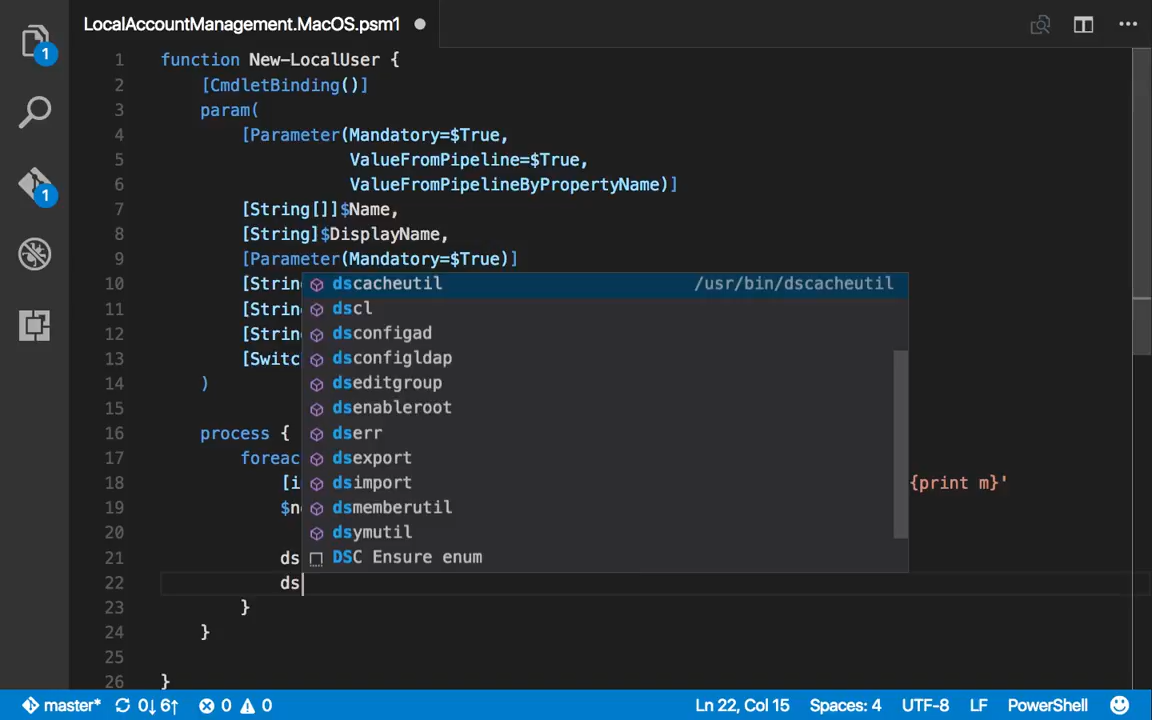 LocalAccountManagement.MacOS.psm1
1
1
1 function New-LocalUser {
2 [CmdletBinding()]
3 param(
4 [Parameter(Mandatory=$True,
5 ValueFromPipeline=$True,
6 ValueFromPipelineByPropertyName)]
7 [String[]]$Name,
8 [String]$DisplayName,
9 [Parameter(Mandatory=$True)]
10 [Strin dscacheutil /usr/bin/dscacheutil
11 [Strin dscl
12 [Strin dsconfigad
13 [Switc dsconfigldap
14 ) dseditgroup
15 dsenableroot
16 process { dserr
17 foreac dsexport
18 [i dsimport {print m}'
19 $n dsmemberutil
20 dsymutil
21 ds DSC Ensure enum
22 ds
23 }
24 }
25
26 }
master* 0↓ 6↑ 0 0 Ln 22, Col 15 Spaces: 4 UTF-8 LF PowerShell